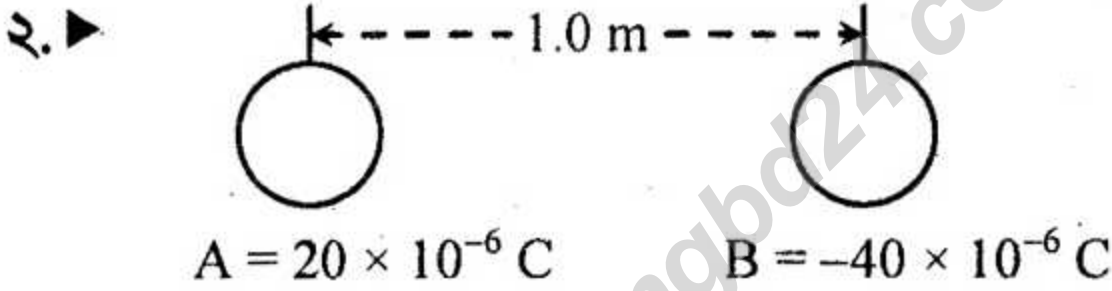 ২. ▶ 1.0 m
A = 20 × 10⁻⁶ C B = –40 × 10⁻⁶ C